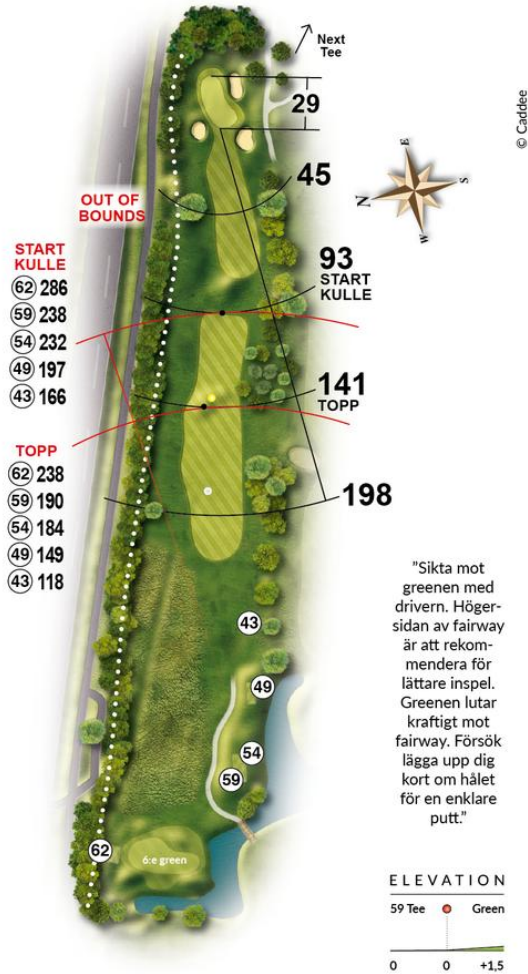 Next
Tee
29
© Caddee
45
OUT OF
BOUNDS
E
N
S
W
START
KULLE
62 286
59 238
54 232
49 197
43 166
93
START
KULLE
141
TOPP
TOPP
62 238
59 190
54 184
49 149
43 118
198
"Sikta mot
greenen med
drivern. Höger-
sidan av fairway
är att rekom-
mendera för
lättare inspel.
Greenen lutar
kraftigt mot
fairway. Försök
lägga upp dig
kort om hålet
för en enklare
putt."
43
49
54
59
62
6:e green
ELEVATION
59 Tee Green
0 0 +1,5